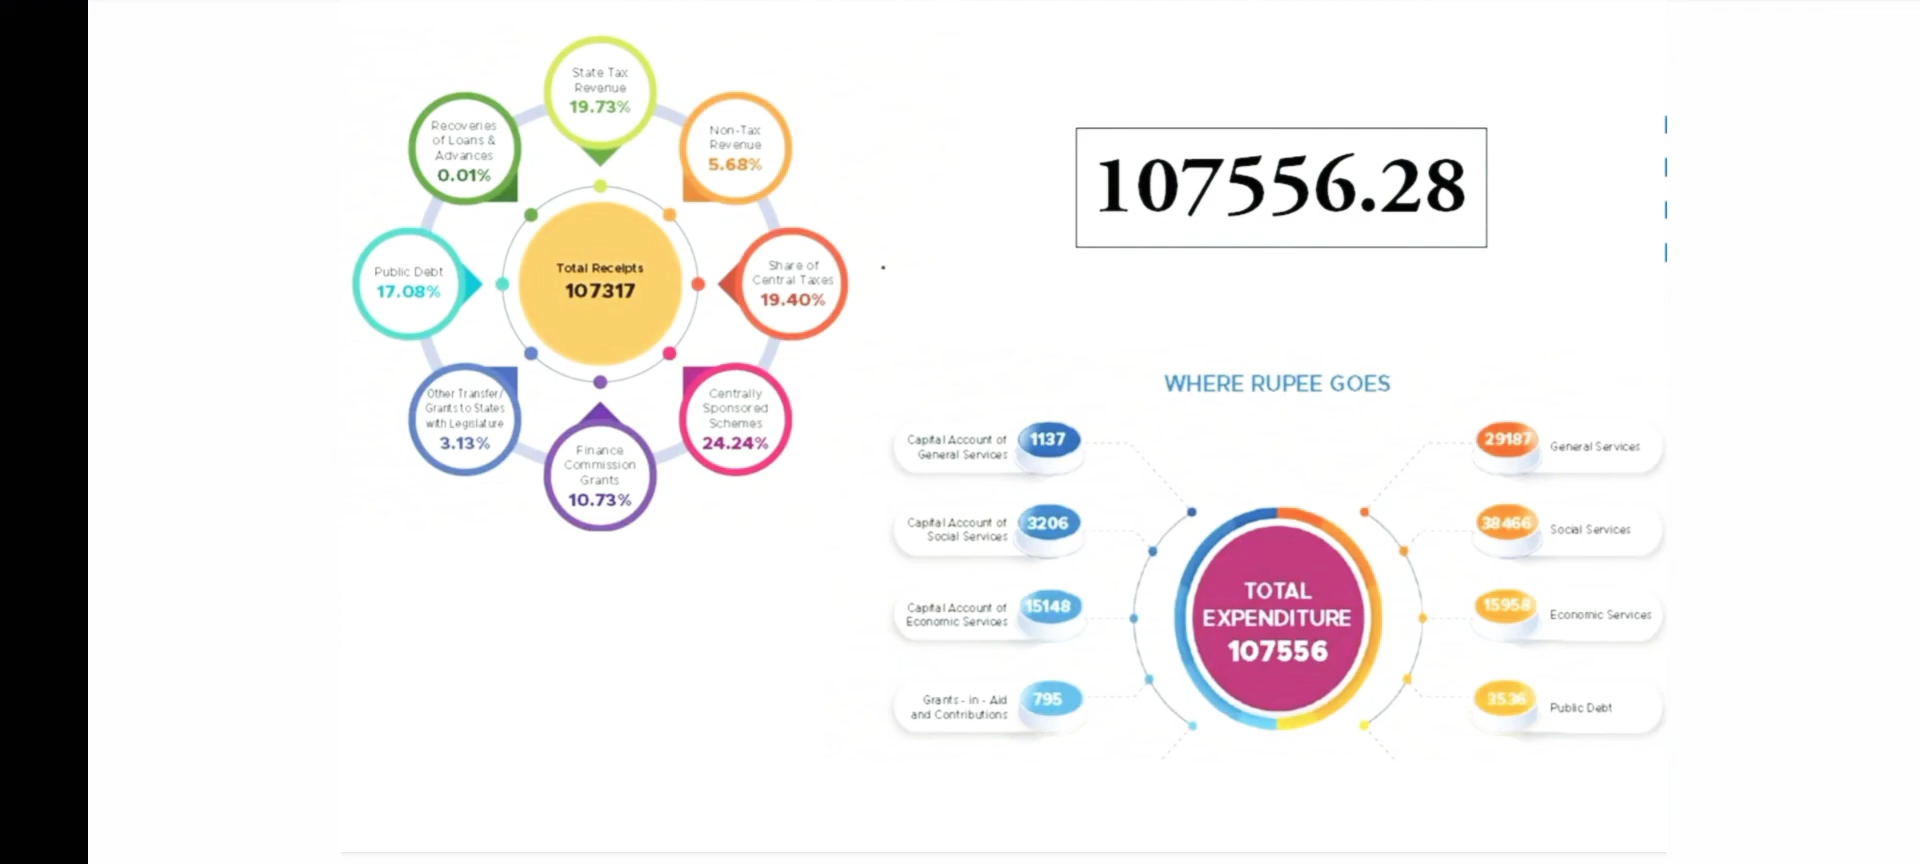 State Tax
Revenue
19.73%
Non-Tax
Revenue
5.68%
Share of
Central Taxes
19.40%
Centrally
Sponsored
Schemes
24.24%
Finance
Commission
Grants
10.73%
Other Transfer/
Grants to States
with Legislature
3.13%
Public Debt
17.08%
Recoveries
of Loans &
Advances
0.01%
Total Receipts
107317
107556.28
WHERE RUPEE GOES
Capital Account of
General Services
1137
Capital Account of
Social Services
3206
Capital Account of
Economic Services
15148
Grants - in - Aid
and Contributions
795
TOTAL
EXPENDITURE
107556
29187
General Services
38466
Social Services
15958
Economic Services
3536
Public Debt